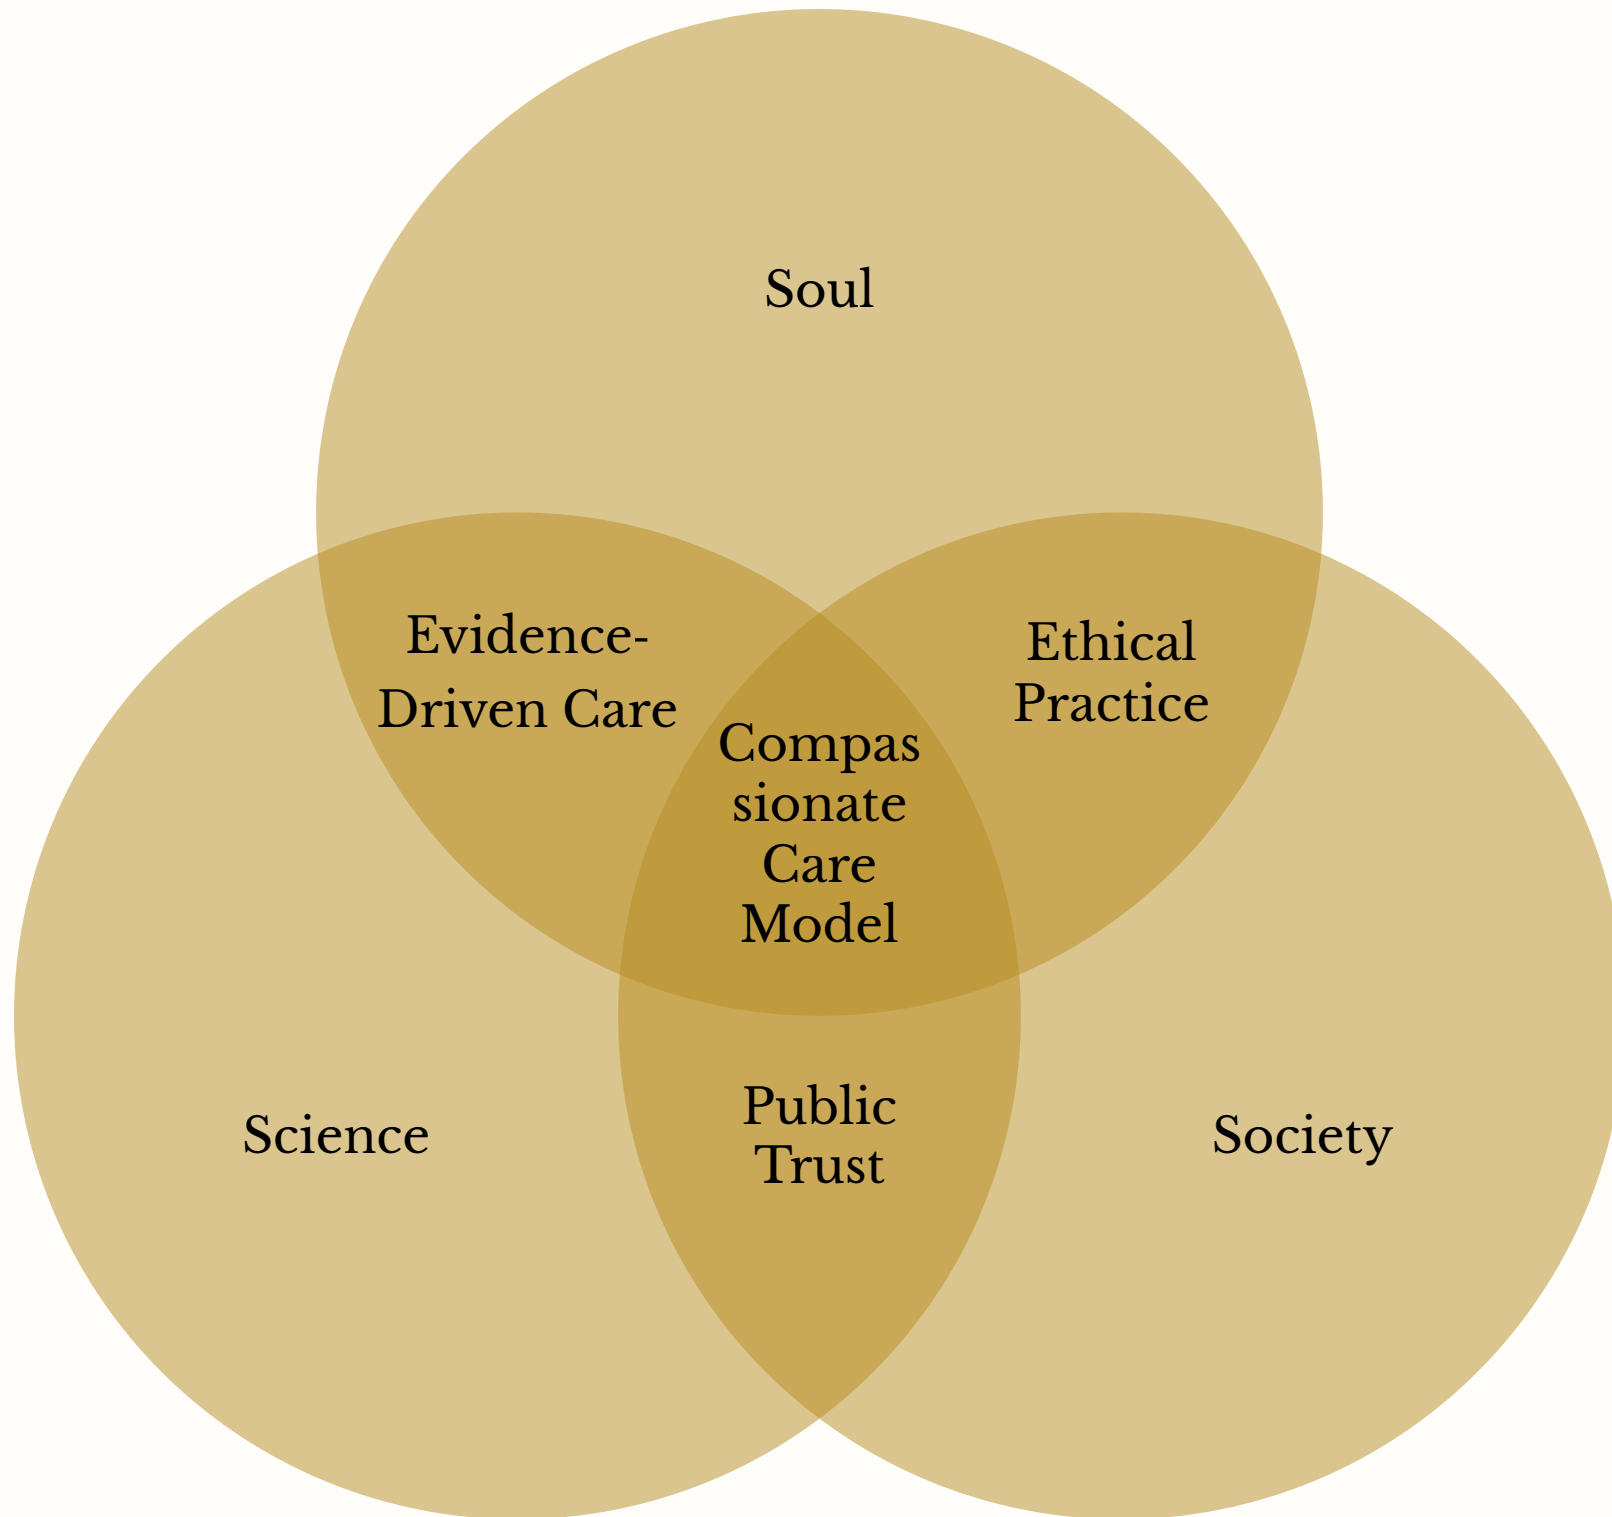 Soul
Evidence-
Driven Care
Ethical
Practice
Compas
sionate
Care
Model
Science
Public
Trust
Society